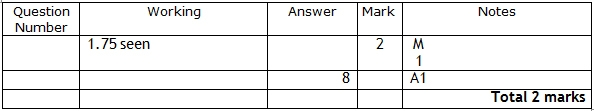 Question Number Working Answer Mark Notes
1.75 seen 2 M
1
8 A1
Total 2 marks